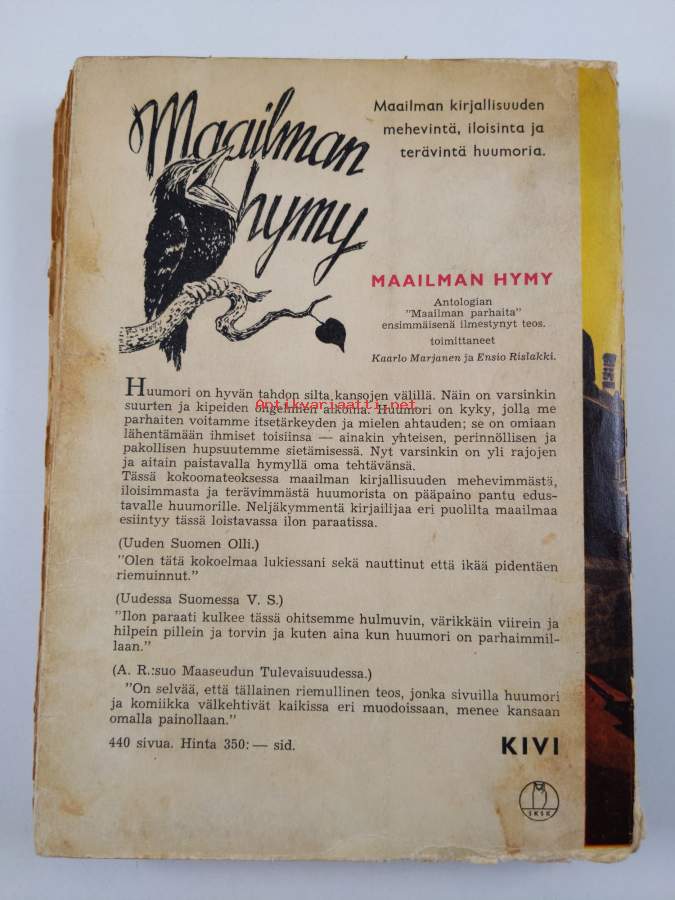 Maailman
hymy
Maailman kirjallisuuden
mehevintä, iloisinta ja
terävintä huumoria.
MAAILMAN HYMY
Antologian
"Maailman parhaita"
ensimmäisenä ilmestynyt teos.
toimittaneet
Kaarlo Marjanen ja Ensio Rislakki.
Huumori on hyvän tahdon silta kansojen välillä. Näin on varsinkin
suurten ja kipeiden ongelmien aikoina. Huumori on kyky, jolla me
antikvariaatti.net
parhaiten voitamme itsetärkeyden ja mielen ahtauden; se on omiaan
lähentämään ihmiset toisiinsa — ainakin yhteisen, perinnöllisen ja
pakollisen hupsuutemme sietämisessä. Nyt varsinkin on yli rajojen
ja aitain paistavalla hymyllä oma tehtävänsä.
Tässä kokoomateoksessa maailman kirjallisuuden mehevimmästä,
iloisimmasta ja terävimmästä huumorista on pääpaino pantu edus-
tavalle huumorille. Neljäkymmentä kirjailijaa eri puolilta maailmaa
esiintyy tässä loistavassa ilon paraatissa.
(Uuden Suomen Olli.)
"Olen tätä kokoelmaa lukiessani sekä nauttinut että ikää pidentäen
riemuinnut."
(Uudessa Suomessa V. S.)
"Ilon paraati kulkee tässä ohitsemme hulmuvin, värikkäin viirein ja
hilpein pillein ja torvin ja kuten aina kun huumori on parhaimmil-
laan."
(A. R.:suo Maaseudun Tulevaisuudessa.)
"On selvää, että tällainen riemullinen teos, jonka sivuilla huumori
ja komiikka välkehtivät kaikissa eri muodoissaan, menee kansaan
omalla painollaan."
440 sivua. Hinta 350: — sid.
KIVI
SKSK